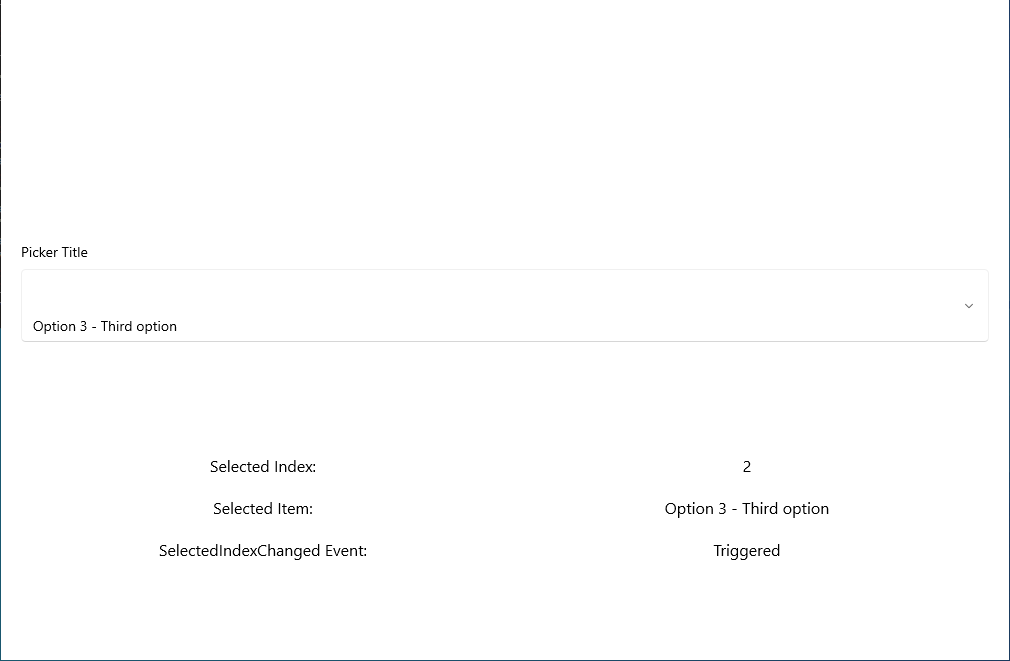 Picker Title
Option 3 - Third option
Selected Index: 2
Selected Item: Option 3 - Third option
SelectedIndexChanged Event: Triggered